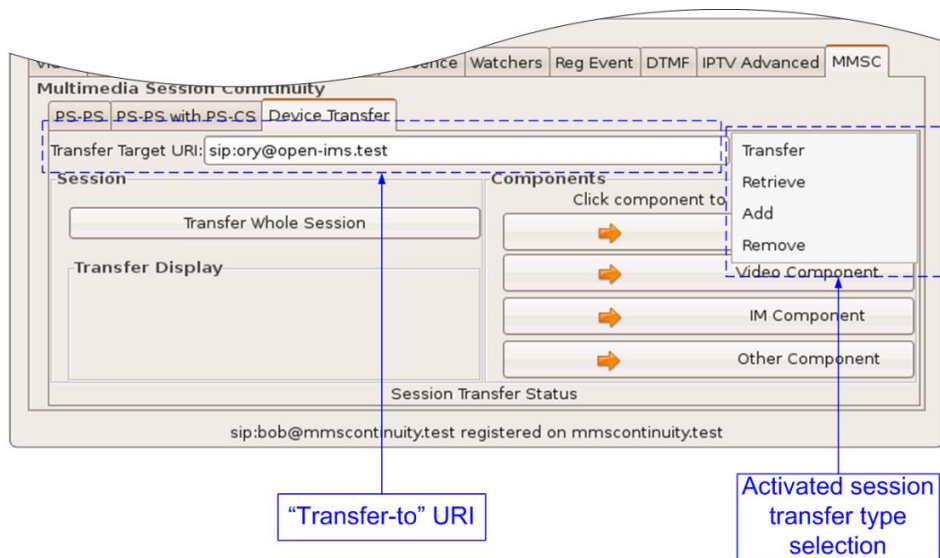 Watchers Reg Event DTMF IPTV Advanced MMSC
Multimedia Session Conntinuity
PS-PS PS-PS with PS-CS Device Transfer
Transfer Target URI: sip:ory@open-ims.test
Transfer
Retrieve
Add
Remove
Session
Components
Click component to
Transfer Whole Session
Transfer Display
Video Component
IM Component
Other Component
Session Transfer Status
sip:bob@mmscontinuity.test registered on mmscontinuity.test
“Transfer-to” URI
Activated session
transfer type
selection